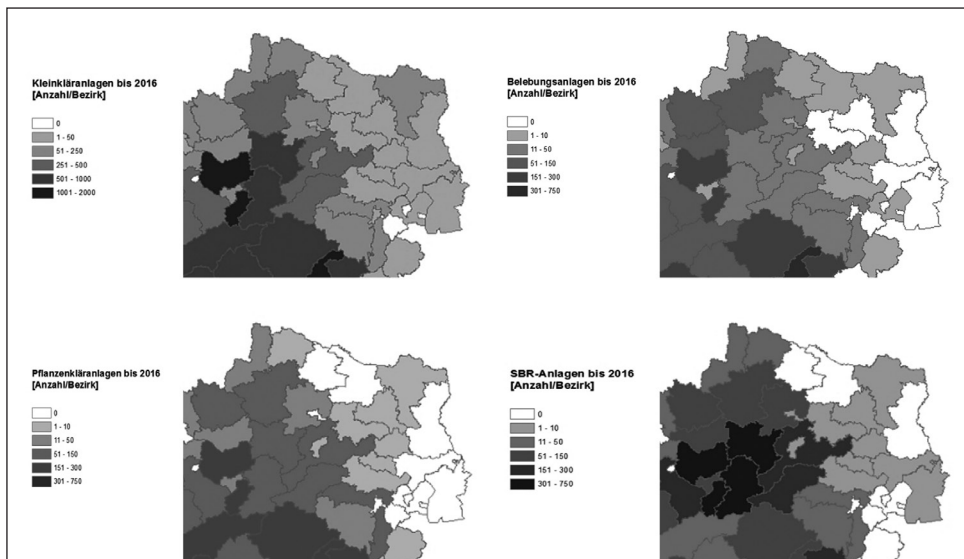 Kleinkläranlagen bis 2016
[Anzahl/Bezirk]
0
1 - 50
51 - 250
251 - 500
501 - 1000
1001 - 2000
Belebungsanlagen bis 2016
[Anzahl/Bezirk]
0
1 - 10
11 - 50
51 - 150
151 - 300
301 - 750
Pflanzenkläranlagen bis 2016
[Anzahl/Bezirk]
0
1 - 10
11 - 50
51 - 150
151 - 300
301 - 750
SBR-Anlagen bis 2016
[Anzahl/Bezirk]
0
1 - 10
11 - 50
51 - 150
151 - 300
301 - 750